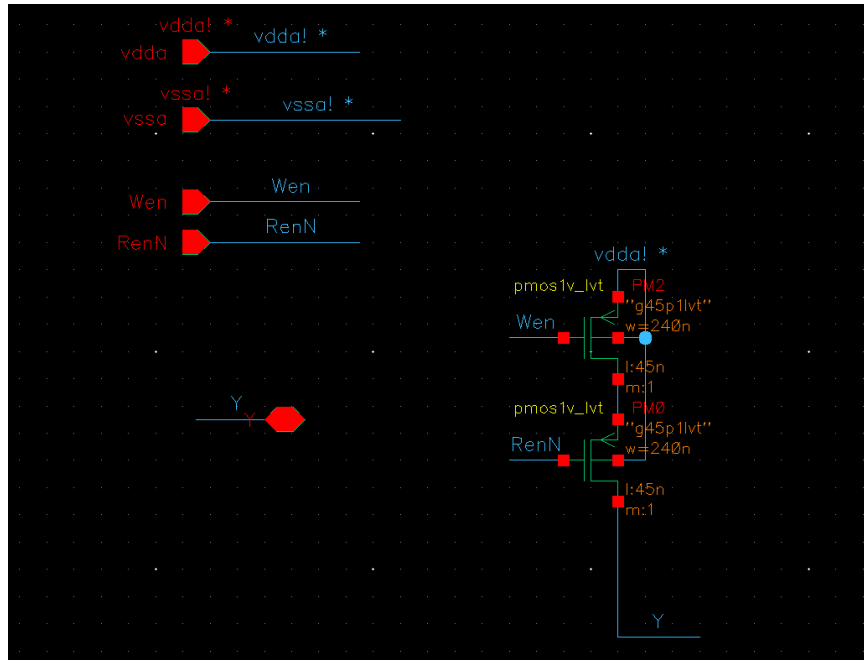 vdda! *
vdda
vdda! *
vssa! *
vssa
vssa! *
Wen
Wen
RenN
RenN
vdda! *
pmos1v_lvt
PM2
"g45p1lvt"
Wen
w=240n
l:45n
m:1
Y
Y
pmos1v_lvt
PM0
"g45p1lvt"
RenN
w=240n
l:45n
m:1
Y